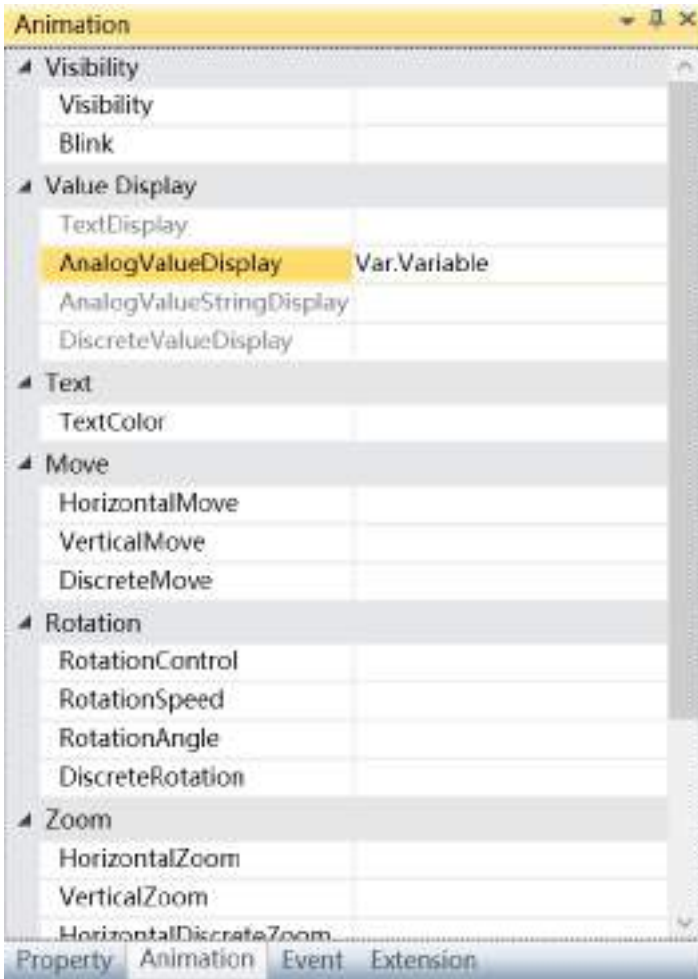 Animation
Visibility
Visibility
Blink
Value Display
TextDisplay
AnalogValueDisplay Var.Variable
AnalogValueStringDisplay
DiscreteValueDisplay
Text
TextColor
Move
HorizontalMove
VerticalMove
DiscreteMove
Rotation
RotationControl
RotationSpeed
RotationAngle
DiscreteRotation
Zoom
HorizontalZoom
VerticalZoom
HorizontalDiscreteZoom
Property Animation Event Extension